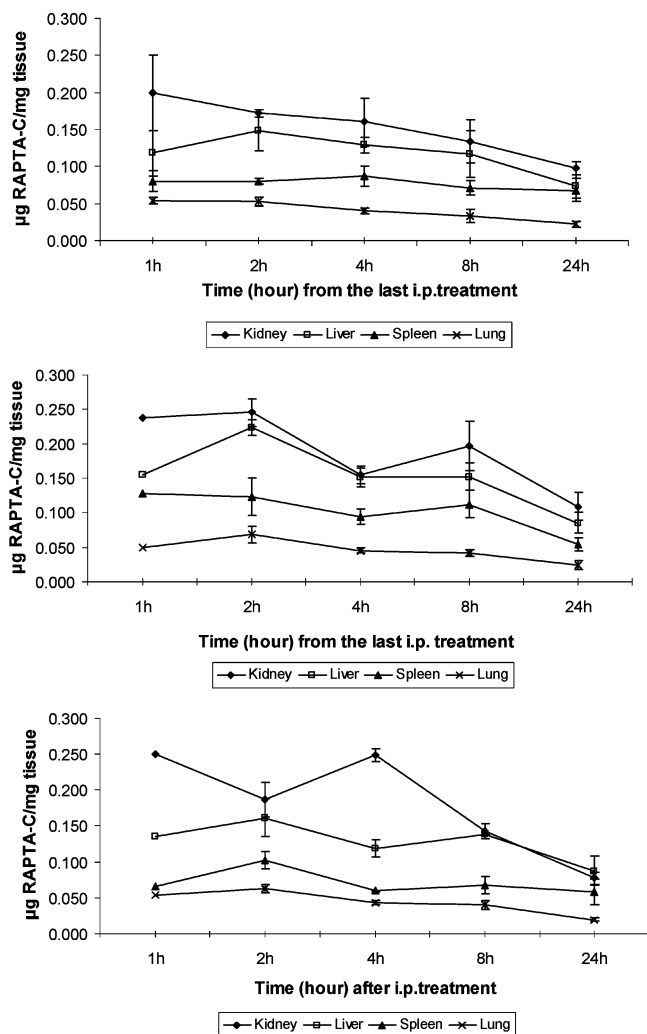 µg RAPTA-C/mg tissue
0.300
0.250
0.200
0.150
0.100
0.050
0.000
1h 2h 4h 8h 24h
Time (hour) from the last i.p.treatment
Kidney Liver Spleen Lung
µg RAPTA-C/mg tissue
0.300
0.250
0.200
0.150
0.100
0.050
0.000
1h 2h 4h 8h 24h
Time (hour) from the last i.p. treatment
Kidney Liver Spleen Lung
µg RAPTA-C/mg tissue
0.300
0.250
0.200
0.150
0.100
0.050
0.000
1h 2h 4h 8h 24h
Time (hour) after i.p.treatment
Kidney Liver Spleen Lung